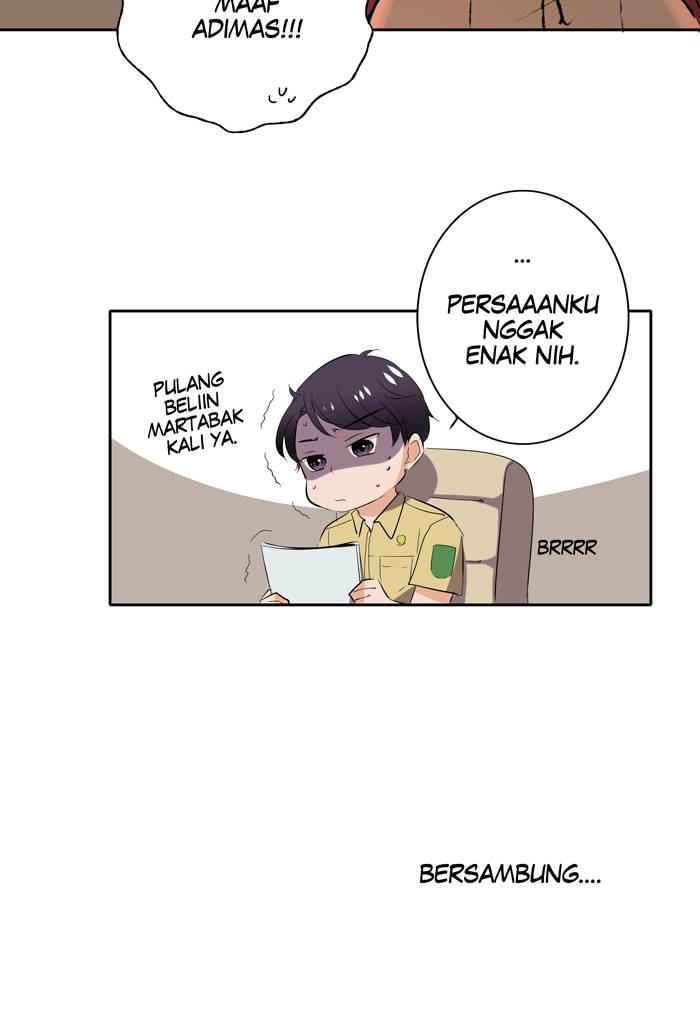 MAAF
ADIMAS!!!
...
PERSAAANKU
NGGAK
ENAK NIH.
PULANG
BELIIN
MARTABAK
KALI YA.
BRRRR
BERSAMBUNG....